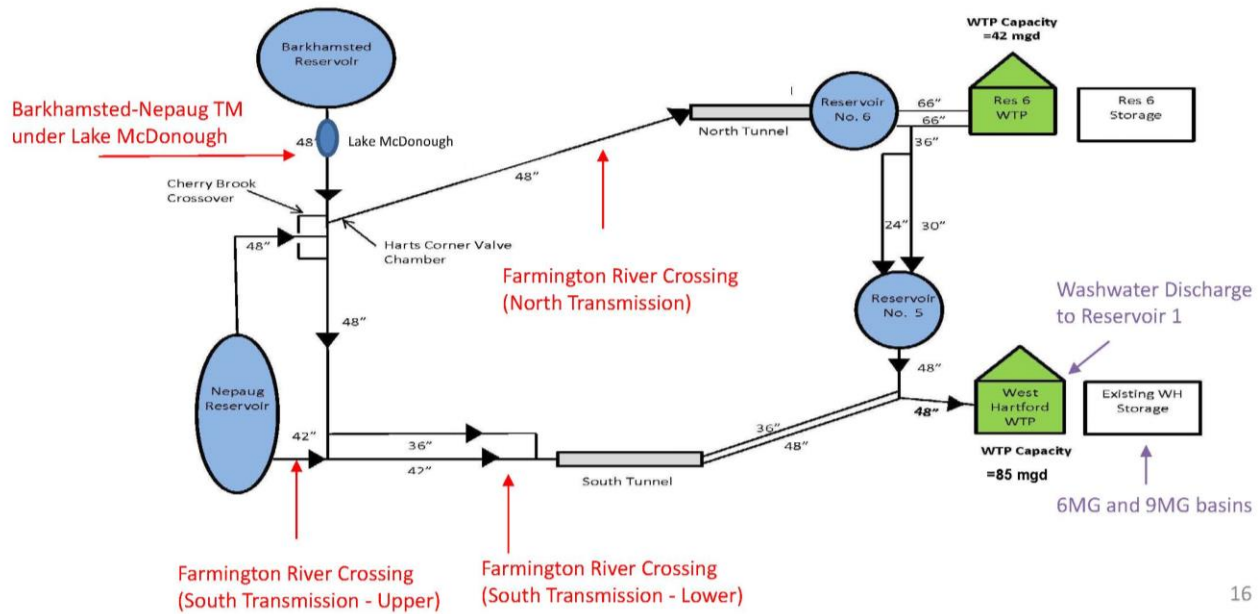 WTP Capacity
=42 mgd
Barkhamsted
Reservoir
Barkhamsted-Nepaug TM
under Lake McDonough
48"
Lake McDonough
Reservoir
No. 6
66"
66"
36"
Res 6
WTP
Res 6
Storage
North Tunnel
48"
Cherry Brook
Crossover
48"
Harts Corner Valve
Chamber
24"
30"
Farmington River Crossing
(North Transmission)
Reservoir
No. 5
Washwater Discharge
to Reservoir 1
48"
48"
Nepaug
Reservoir
48"
West
Hartford
WTP
Existing WH
Storage
42"
36"
42"
36"
48"
South Tunnel
WTP Capacity
=85 mgd
6MG and 9MG basins
Farmington River Crossing
(South Transmission - Upper)
Farmington River Crossing
(South Transmission - Lower)
16